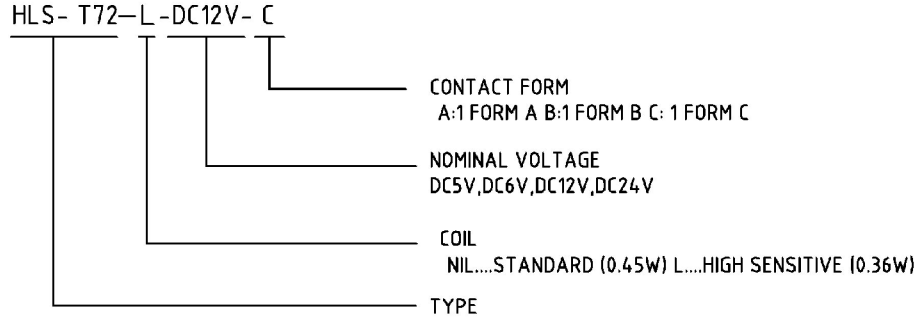 HLS- T72-L-DC12V- C
CONTACT FORM
A:1 FORM A B:1 FORM B C: 1 FORM C
NOMINAL VOLTAGE
DC5V,DC6V,DC12V,DC24V
COIL
NIL....STANDARD (0.45W) L....HIGH SENSITIVE (0.36W)
TYPE